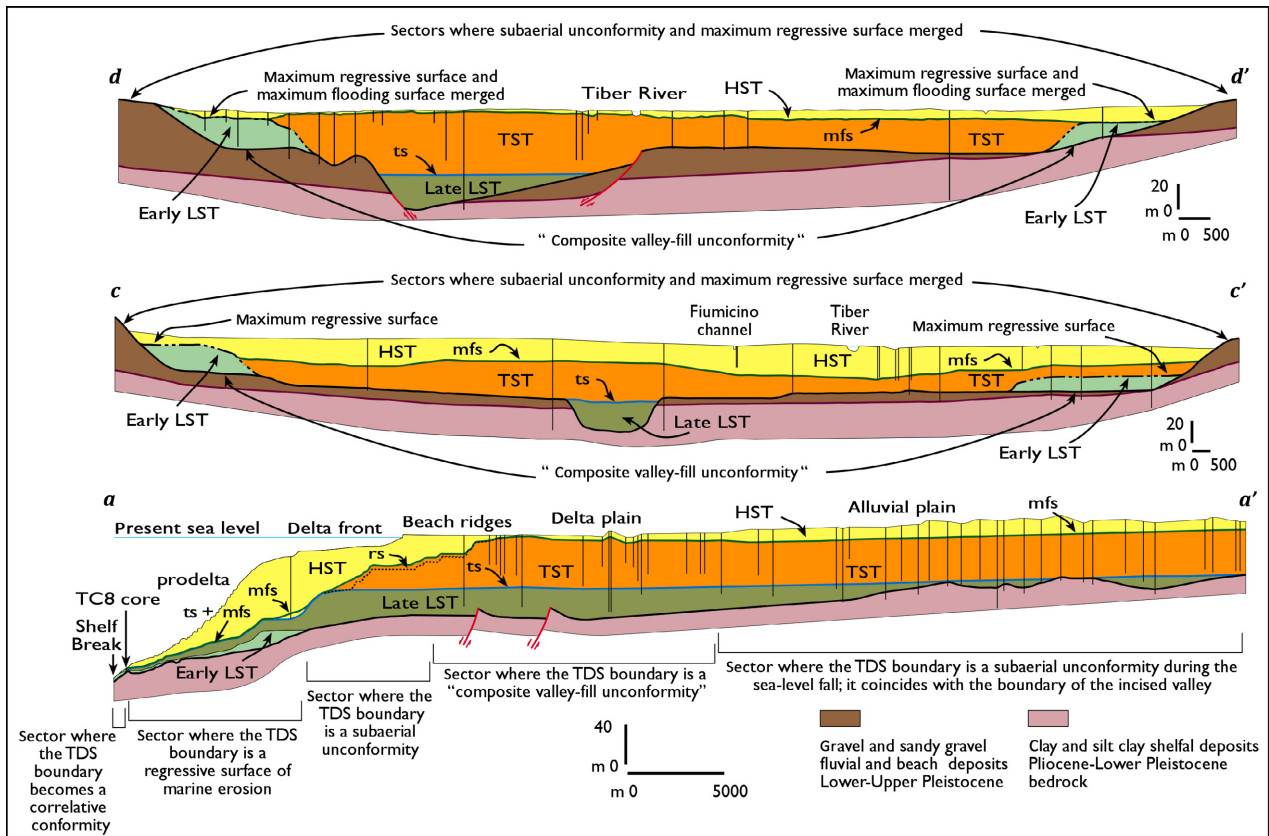 Sectors where subaerial unconformity and maximum regressive surface merged
d
d'
Maximum regressive surface and
maximum flooding surface merged
Tiber River
HST
Maximum regressive surface and
maximum flooding surface merged
mfs
TST
TST
ts
Late LST
Early LST
Early LST
20
m 0
m 0 500
“ Composite valley-fill unconformity“
Sectors where subaerial unconformity and maximum regressive surface merged
c
c'
Maximum regressive surface
Fiumicino
channel
Tiber
River
Maximum regressive surface
HST
mfs
HST
mfs
TST
ts
TST
Early LST
Late LST
Early LST
20
m 0
m 0 500
“ Composite valley-fill unconformity“
a
a'
Present sea level
Delta front
Beach ridges
Delta plain
HST
Alluvial plain
mfs
rs
HST
ts
TST
TST
prodelta
mfs
ts + mfs
Late LST
TC8 core
Shelf
Break
Early LST
Sector where the TDS
boundary is a
regressive surface of
marine erosion
Sector where the
TDS boundary
is a subaerial
unconformity
Sector where the TDS boundary is a
“composite valley-fill unconformity”
Sector where the TDS boundary is a subaerial unconformity during the
sea-level fall; it coincides with the boundary of the incised valley
Sector where
the TDS
boundary
becomes a
correlative
conformity
40
m 0
m 0 5000
Gravel and sandy gravel
fluvial and beach deposits
Lower-Upper Pleistocene
Clay and silt clay shelfal deposits
Pliocene-Lower Pleistocene
bedrock